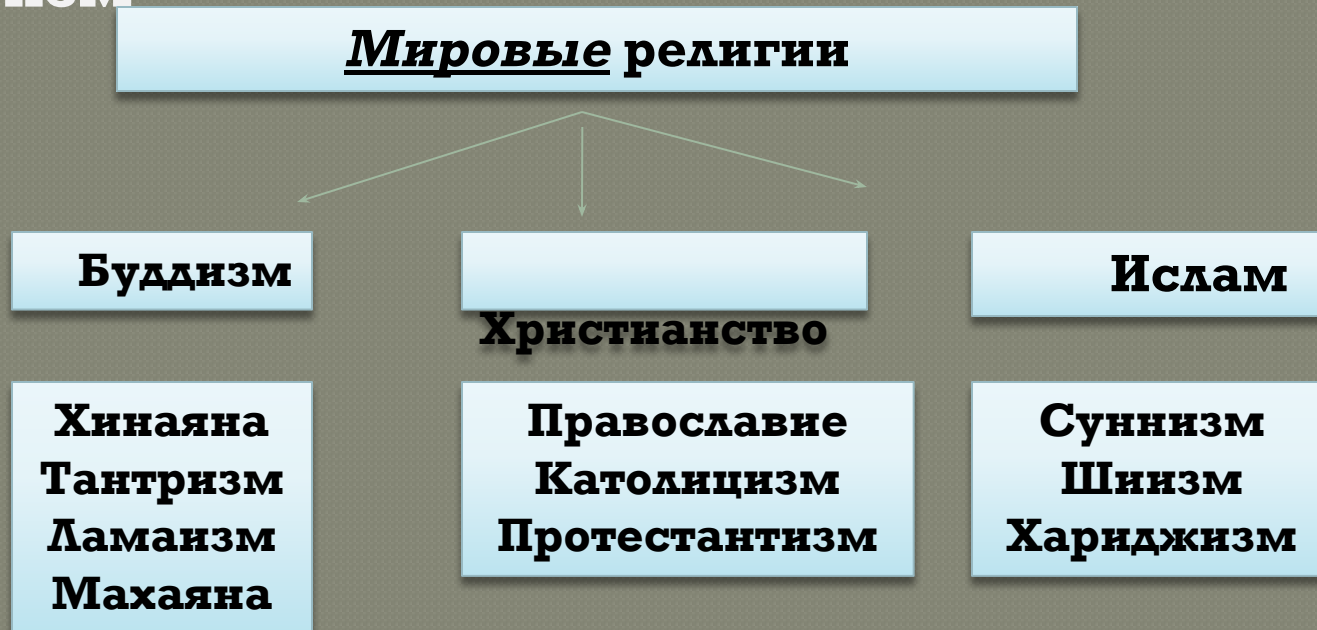 Мировые религии
Буддизм
Христианство
Ислам
Хинаяна
Тантризм
Ламаизм
Махаяна
Православие
Католицизм
Протестантизм
Суннизм
Шиизм
Хариджизм